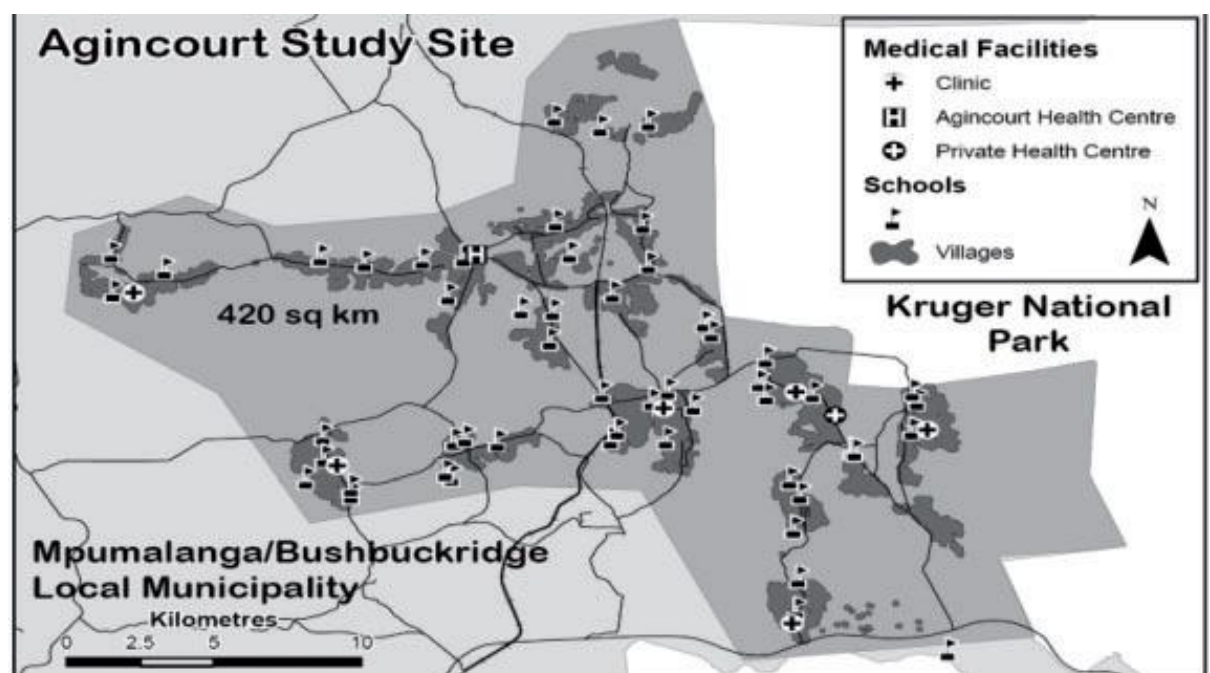 Agincourt Study Site
Medical Facilities
Clinic
Agincourt Health Centre
Private Health Centre
Schools
N
Villages
420 sq km
Kruger National
Park
Mpumalanga/Bushbuckridge
Local Municipality
Kilometres
0 2.5 5 10